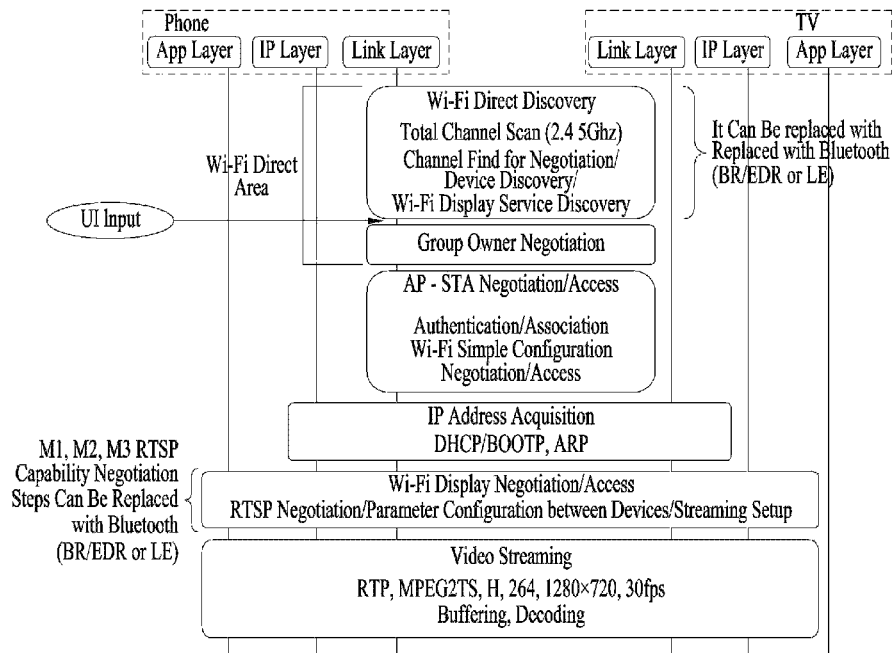 Phone
TV
App Layer
IP Layer
Link Layer
Link Layer
IP Layer
App Layer
Wi-Fi Direct Discovery
Total Channel Scan (2.4 5Ghz)
Channel Find for Negotiation/
Device Discovery/
Wi-Fi Display Service Discovery
It Can Be replaced with
Replaced with Bluetooth
(BR/EDR or LE)
Wi-Fi Direct
Area
UI Input
Group Owner Negotiation
AP - STA Negotiation/Access
Authentication/Association
Wi-Fi Simple Configuration
Negotiation/Access
IP Address Acquisition
DHCP/BOOTP, ARP
M1, M2, M3 RTSP
Capability Negotiation
Steps Can Be Replaced
with Bluetooth
(BR/EDR or LE)
Wi-Fi Display Negotiation/Access
RTSP Negotiation/Parameter Configuration between Devices/Streaming Setup
Video Streaming
RTP, MPEG2TS, H, 264, 1280×720, 30fps
Buffering, Decoding